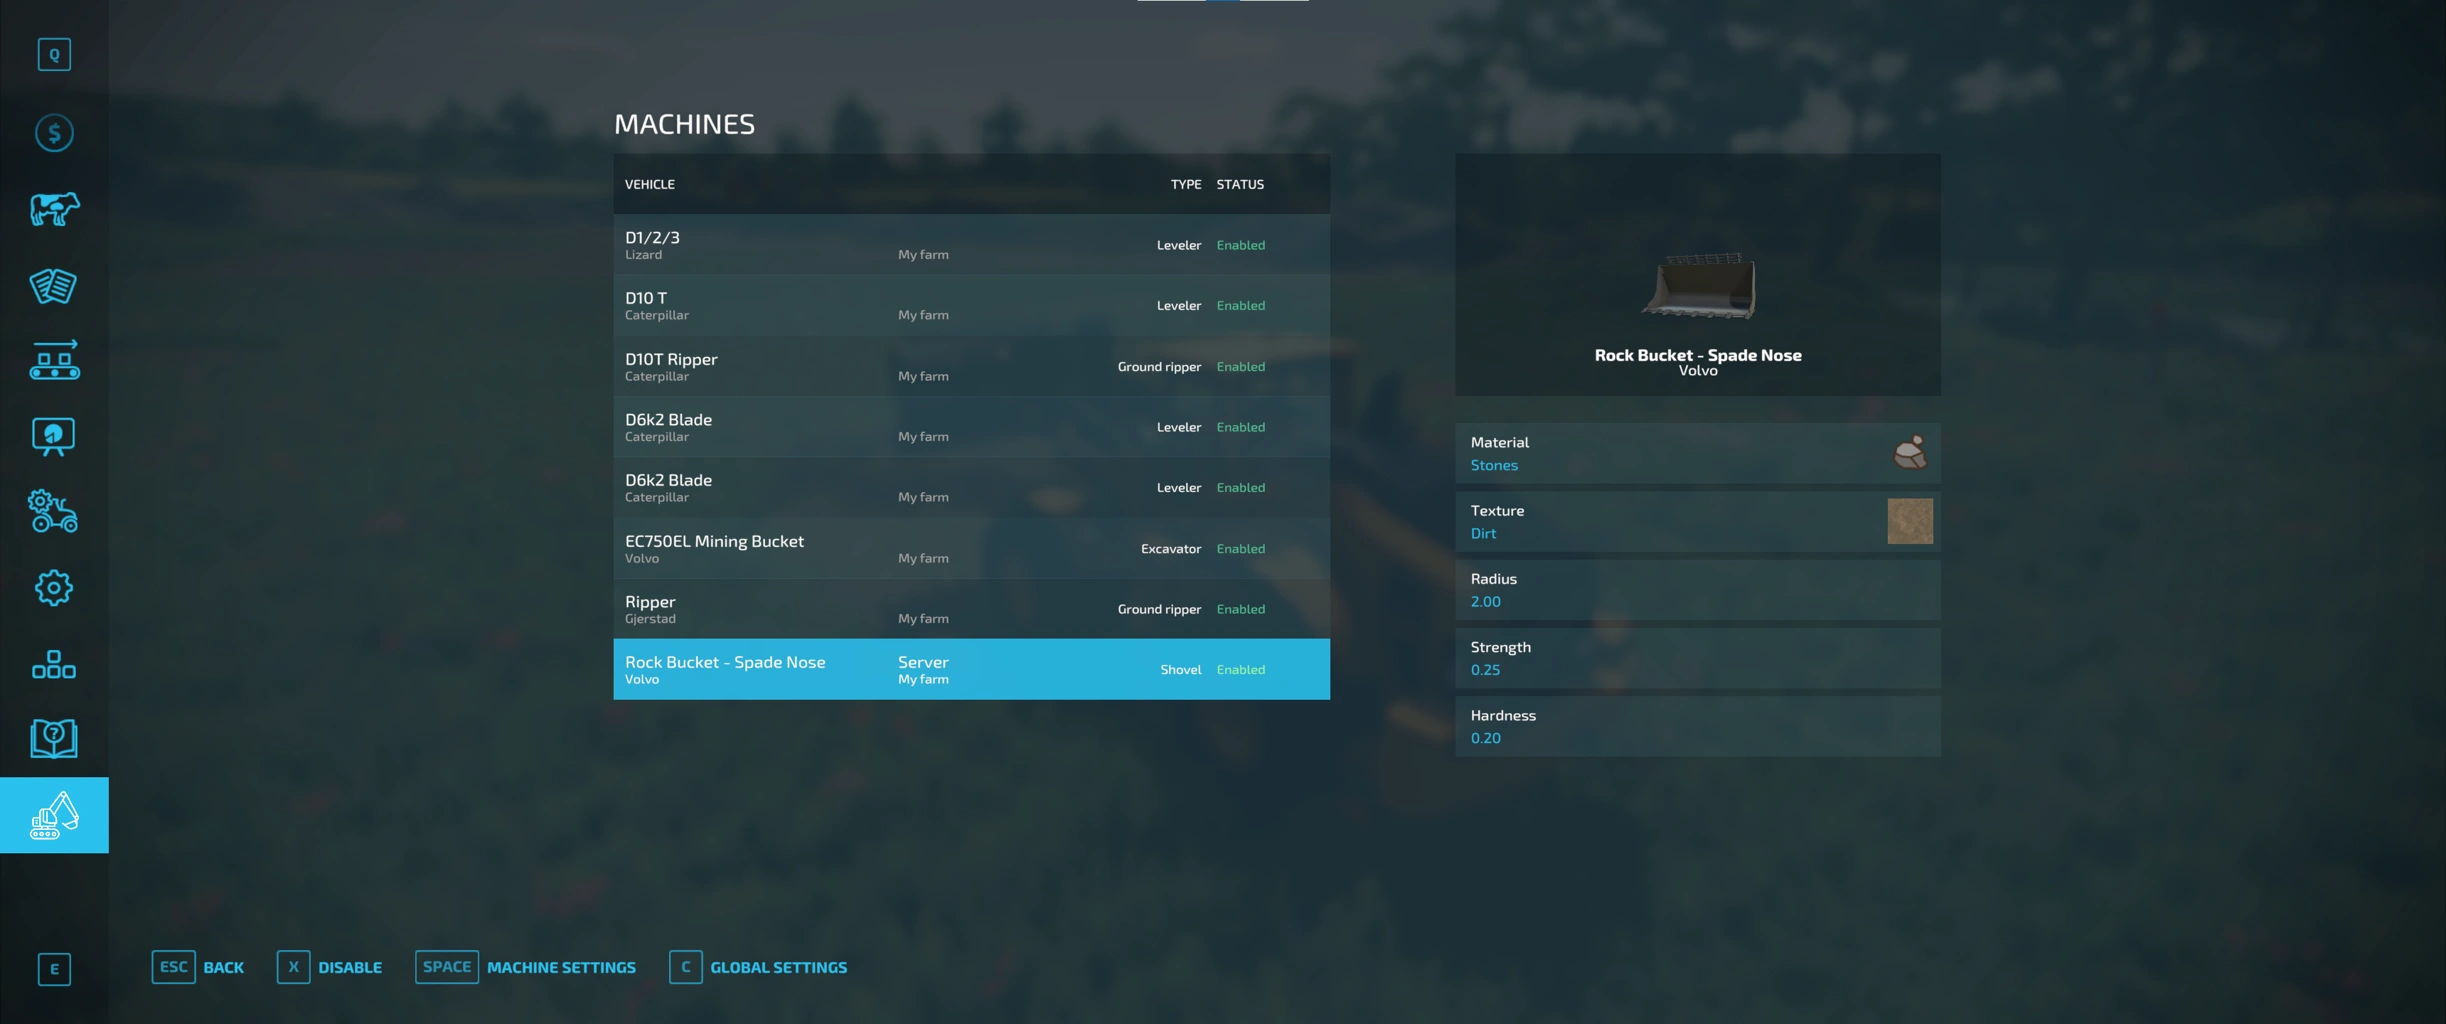 Q
$
MACHINES
VEHICLE TYPE STATUS
D1/2/3
Lizard My farm Leveler Enabled
D10 T
Caterpillar My farm Leveler Enabled
D10T Ripper
Caterpillar My farm Ground ripper Enabled
D6k2 Blade
Caterpillar My farm Leveler Enabled
D6k2 Blade
Caterpillar My farm Leveler Enabled
EC750EL Mining Bucket
Volvo My farm Excavator Enabled
Ripper
Gjerstad My farm Ground ripper Enabled
Rock Bucket - Spade Nose Server
Volvo My farm Shovel Enabled
Rock Bucket - Spade Nose
Volvo
Material
Stones
Texture
Dirt
Radius
2.00
Strength
0.25
Hardness
0.20
?
E
ESC BACK X DISABLE SPACE MACHINE SETTINGS C GLOBAL SETTINGS